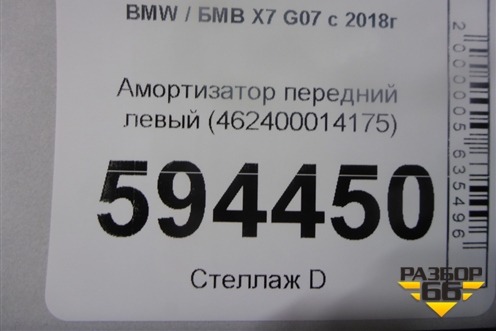 BMW / БМВ X7 G07 с 2018г
Амортизатор передний
левый (462400014175)
594450
Стеллаж D
2000005635496
РАЗБОР
66